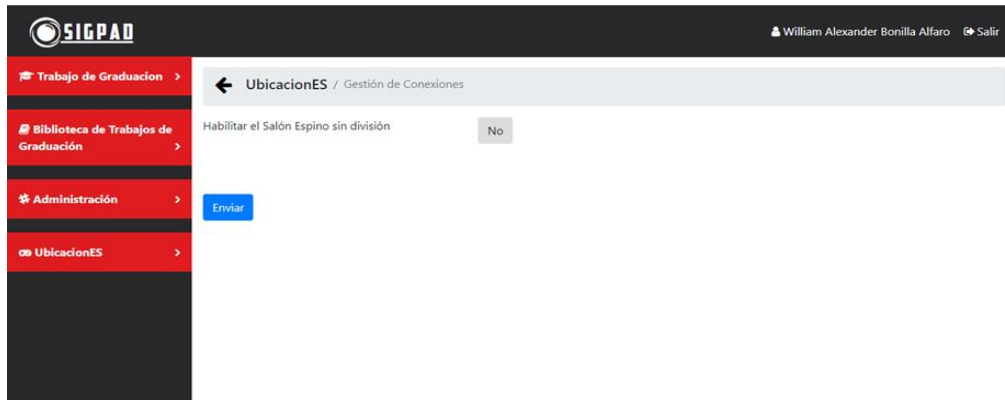 SIGPAD
William Alexander Bonilla Alfaro Salir
Trabajo de Graduacion >
UbicacionES / Gestión de Conexiones
Biblioteca de Trabajos de
Graduación >
Habilitar el Salón Espino sin división No
Administración >
Enviar
UbicacionES >